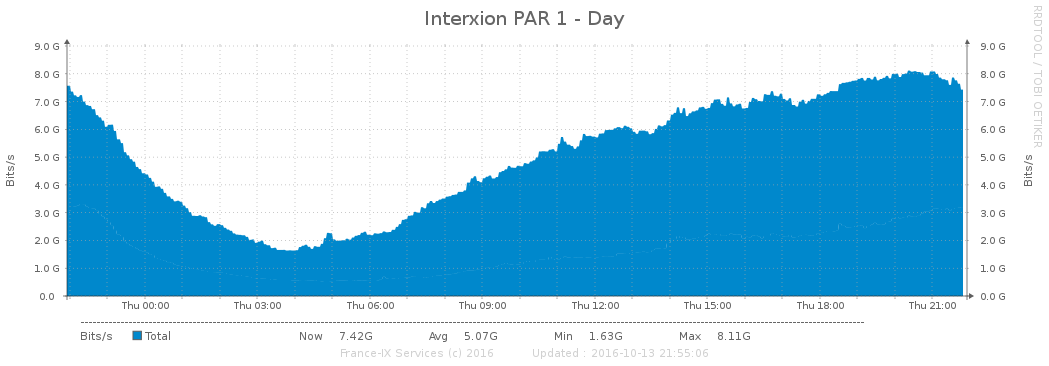 Interxion PAR 1 - Day
RRDTOOL / TOBI OETIKER
Bits/s
9.0 G 9.0 G
8.0 G 8.0 G
7.0 G 7.0 G
6.0 G 6.0 G
5.0 G 5.0 G
4.0 G 4.0 G
3.0 G 3.0 G
2.0 G 2.0 G
1.0 G 1.0 G
0.0 0.0 G
Bits/s
Thu 00:00 Thu 03:00 Thu 06:00 Thu 09:00 Thu 12:00 Thu 15:00 Thu 18:00 Thu 21:00
Bits/s Total Now 7.42G Avg 5.07G Min 1.63G Max 8.11G
France-IX Services (c) 2016 Updated : 2016-10-13 21:55:06